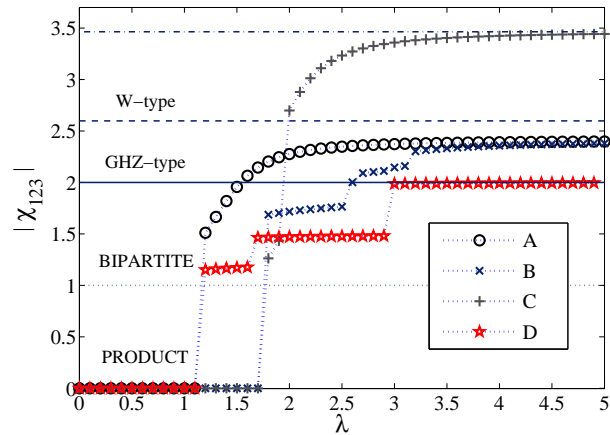 3.5
3
2.5
2
1.5
1
0.5
0
| χ123 |
W−type
GHZ−type
BIPARTITE
PRODUCT
A
B
C
D
0 0.5 1 1.5 2 2.5 3 3.5 4 4.5 5
λ